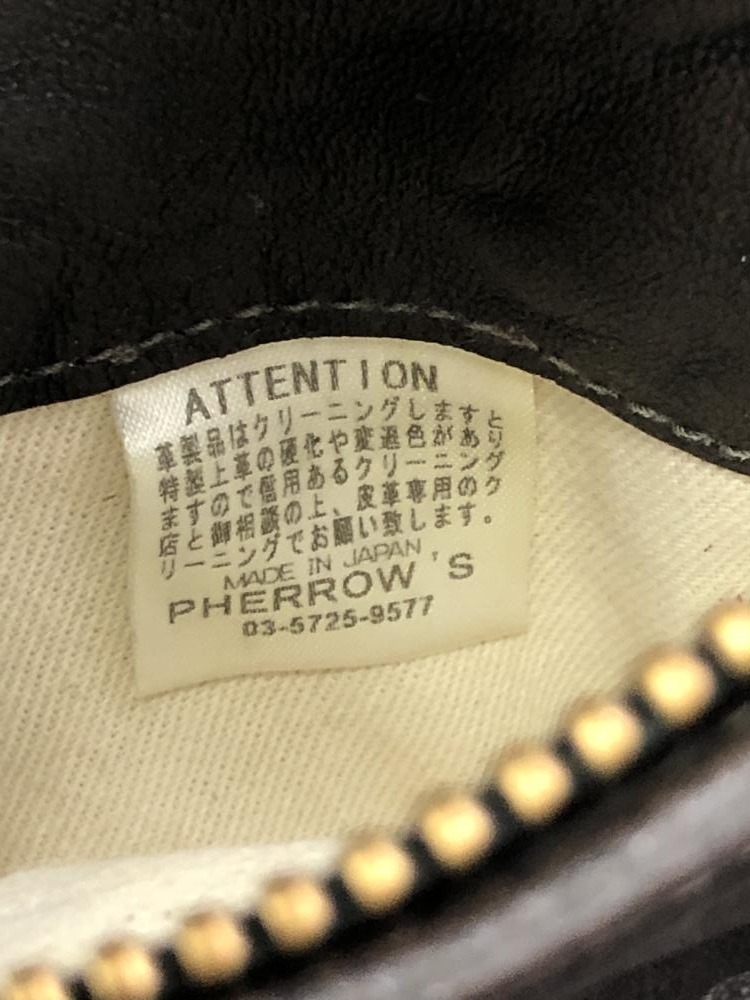 ATTENTION
革製品はクリーニングしますと
特製上革の硬化や変退色があり
ますので信用あるクリーニング
店と御相談の上、皮革専用のク
リーニングでお願い致します。
MADE IN JAPAN
PHERROW'S
03-5725-9577